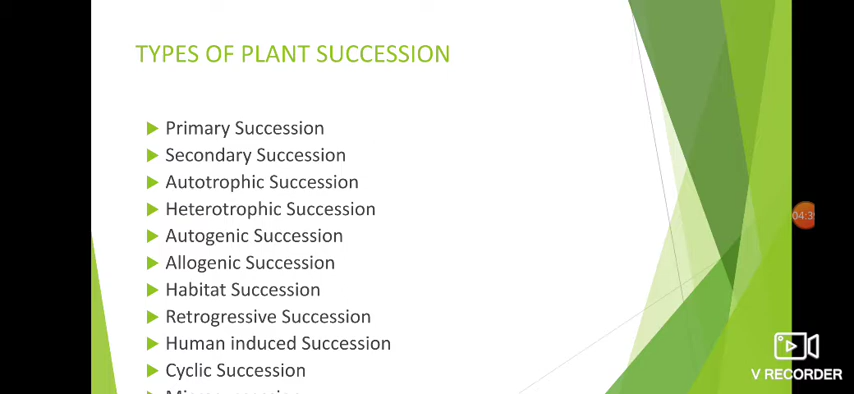 TYPES OF PLANT SUCCESSION
Primary Succession
Secondary Succession
Autotrophic Succession
Heterotrophic Succession
Autogenic Succession
Allogenic Succession
Habitat Succession
Retrogressive Succession
Human induced Succession
Cyclic Succession
V RECORDER